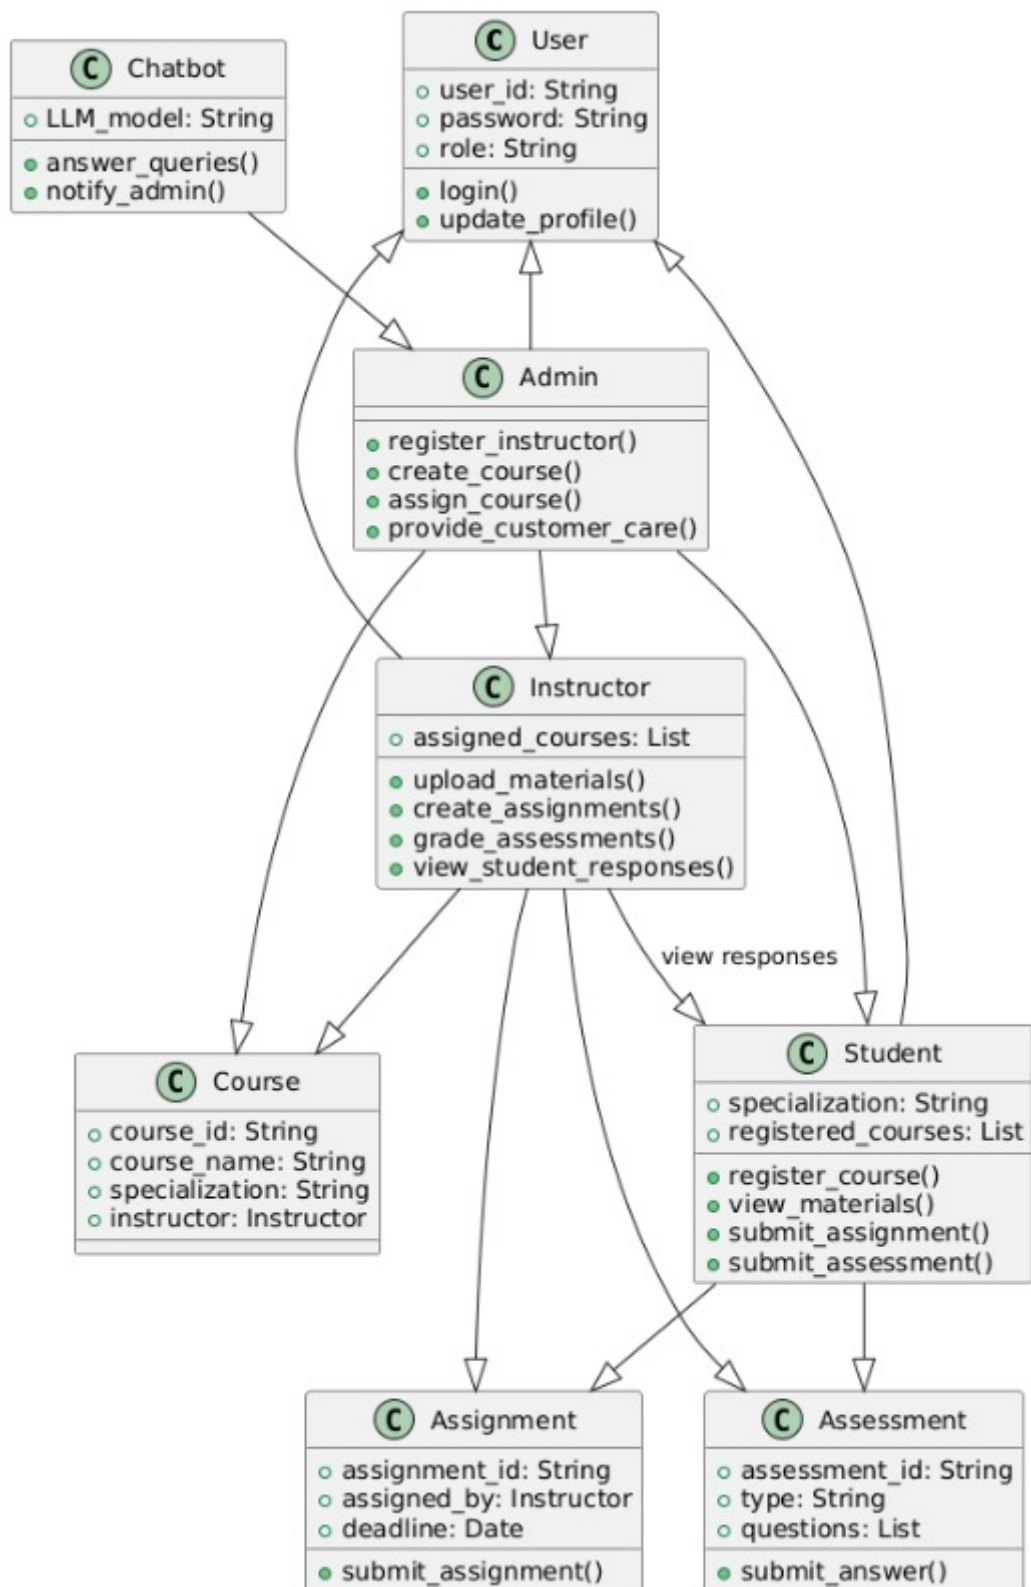 C Chatbot
LLM_model: String
answer_queries()
notify_admin()
C User
user_id: String
password: String
role: String
login()
update_profile()
C Admin
register_instructor()
create_course()
assign_course()
provide_customer_care()
C Instructor
assigned_courses: List
upload_materials()
create_assignments()
grade_assessments()
view_student_responses()
view responses
C Course
course_id: String
course_name: String
specialization: String
instructor: Instructor
C Student
specialization: String
registered_courses: List
register_course()
view_materials()
submit_assignment()
submit_assessment()
C Assignment
assignment_id: String
assigned_by: Instructor
deadline: Date
submit_assignment()
C Assessment
assessment_id: String
type: String
questions: List
submit_answer()